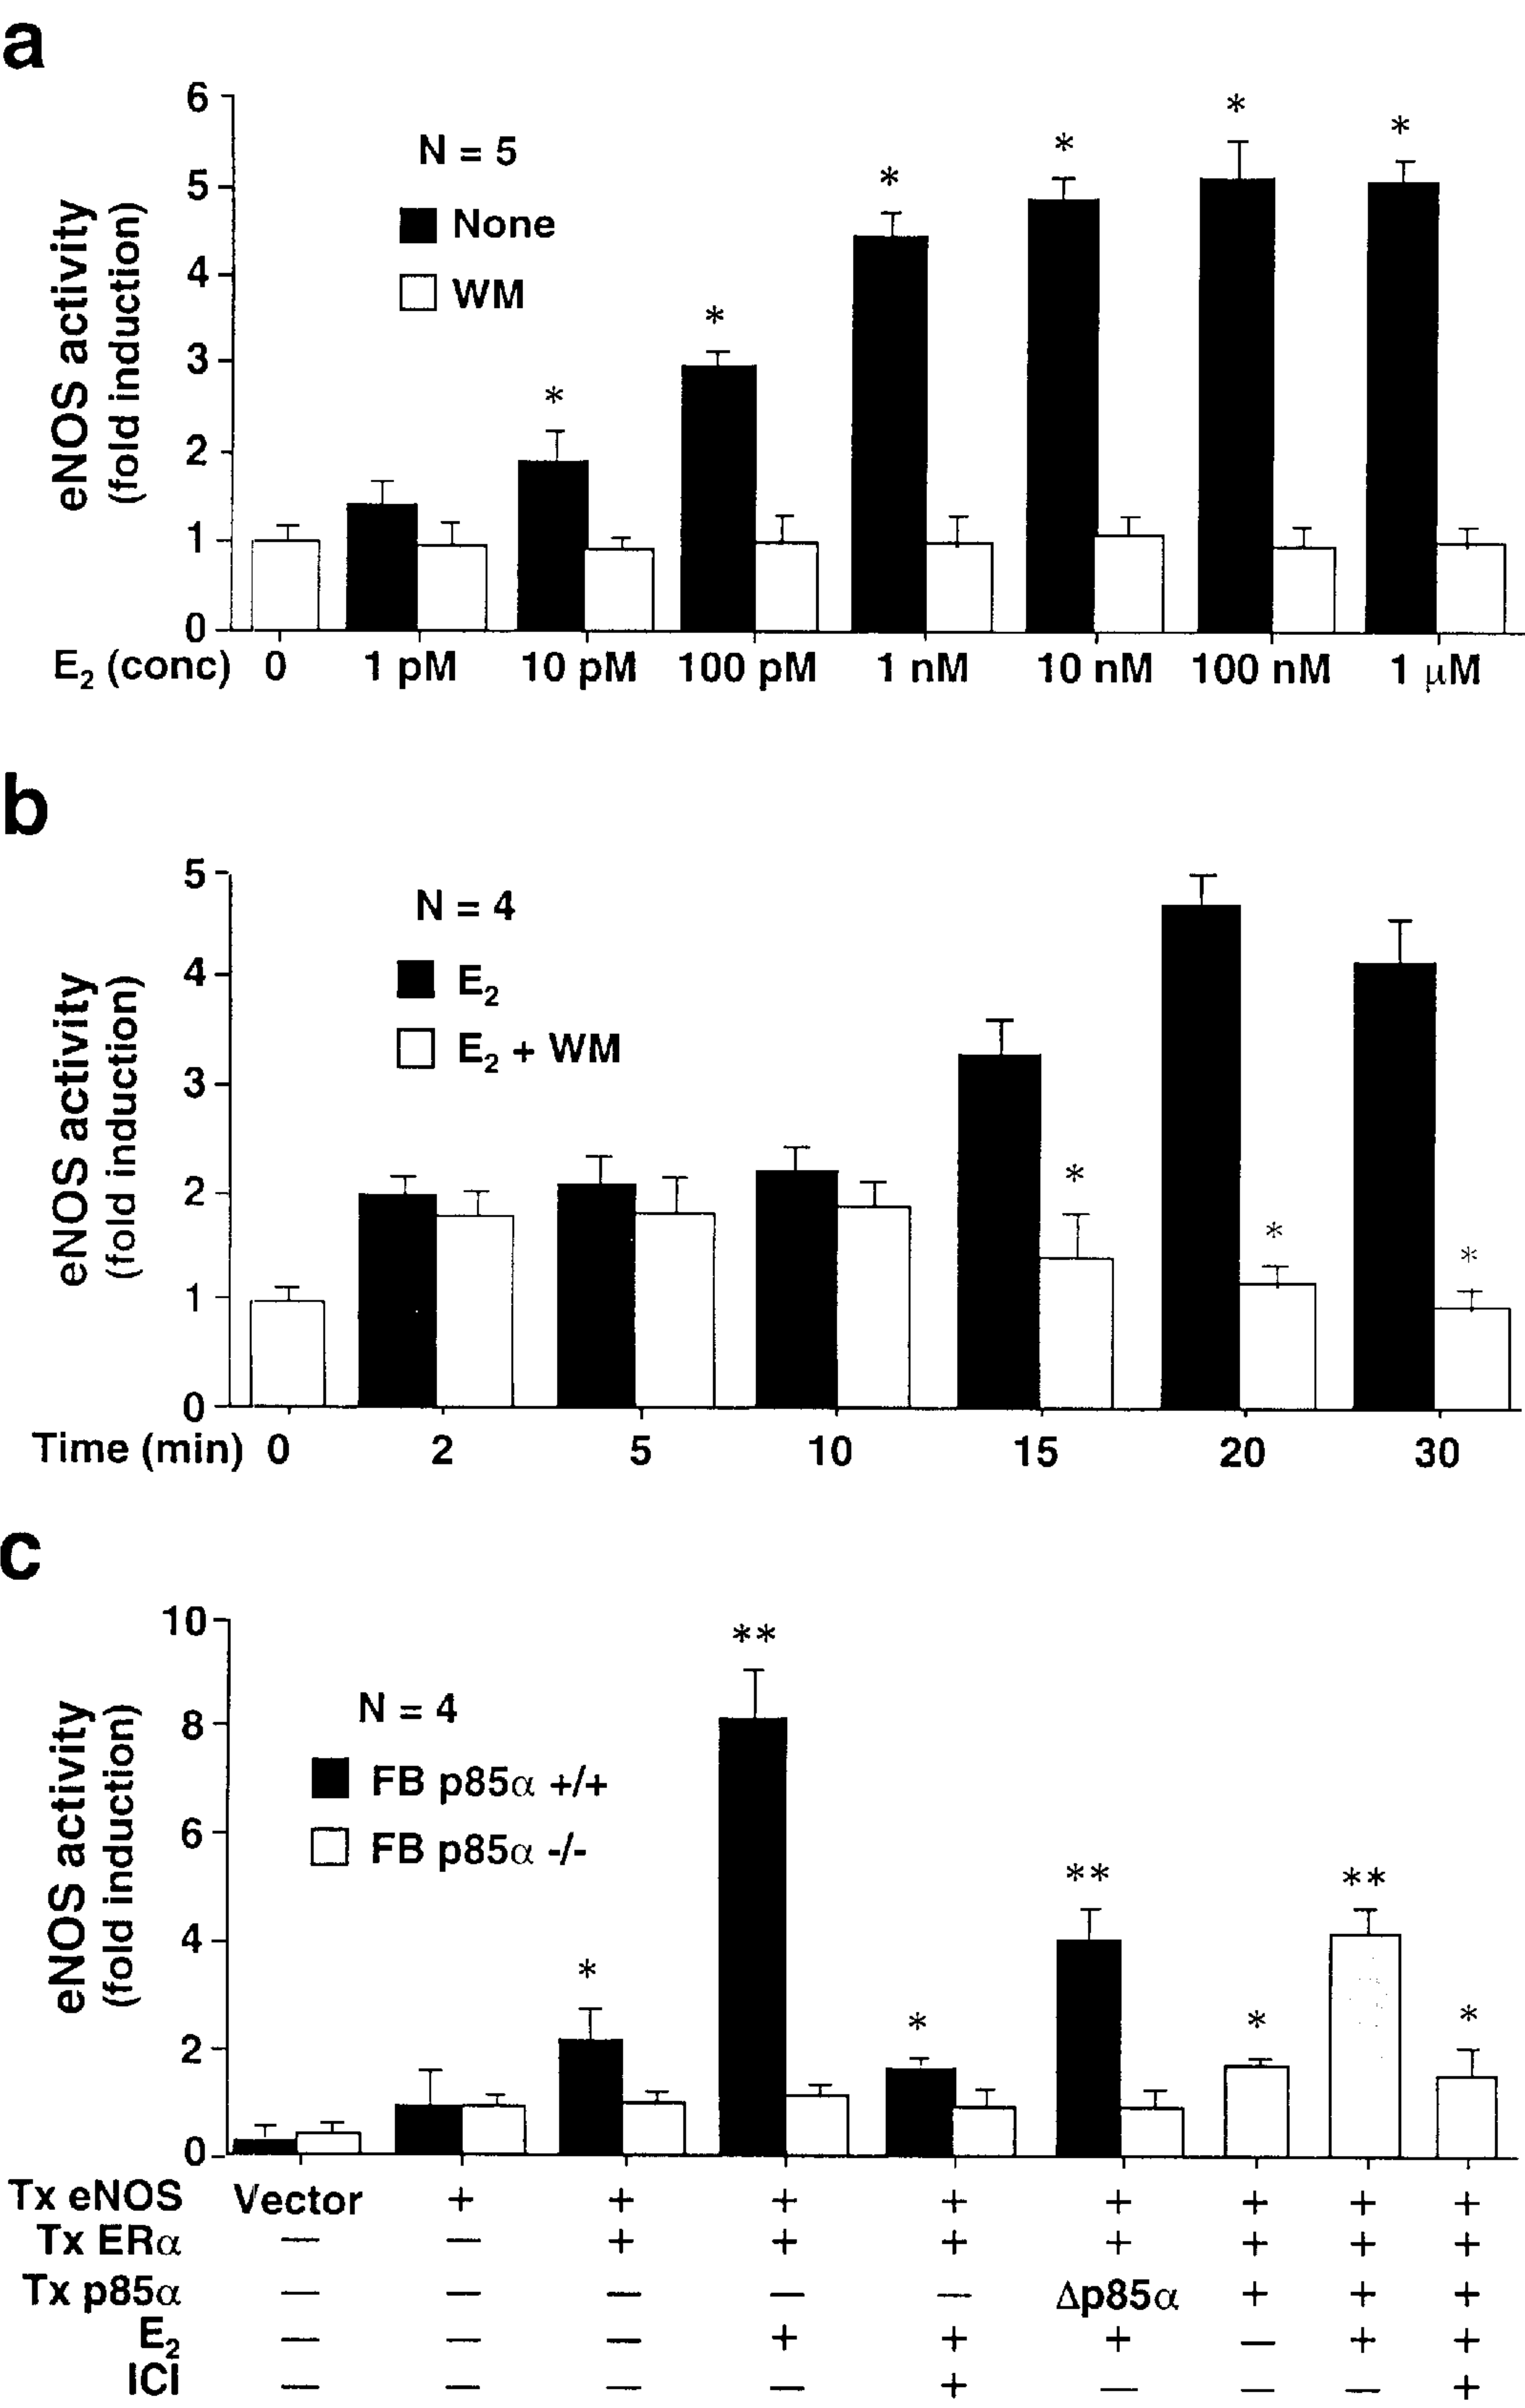 a
eNOS activity
(fold induction)
6
5
4
3
2
1
0
N = 5
None
WM
*
*
*
*
*
*
E₂ (conc) 0 1 pM 10 pM 100 pM 1 nM 10 nM 100 nM 1 μM
b
eNOS activity
(fold induction)
5
4
3
2
1
0
N = 4
E₂
E₂ + WM
*
*
*
Time (min) 0 2 5 10 15 20 30
c
eNOS activity
(fold induction)
10
8
6
4
2
0
N = 4
FB p85α +/+
FB p85α -/-
*
**
*
**
*
**
*
Tx eNOS Vector + + + + + + + +
Tx ERα — — + + + + + + +
Tx p85α — — — — — Δp85α + + +
E₂ — — — + + + — + +
ICI — — — — + — — — +